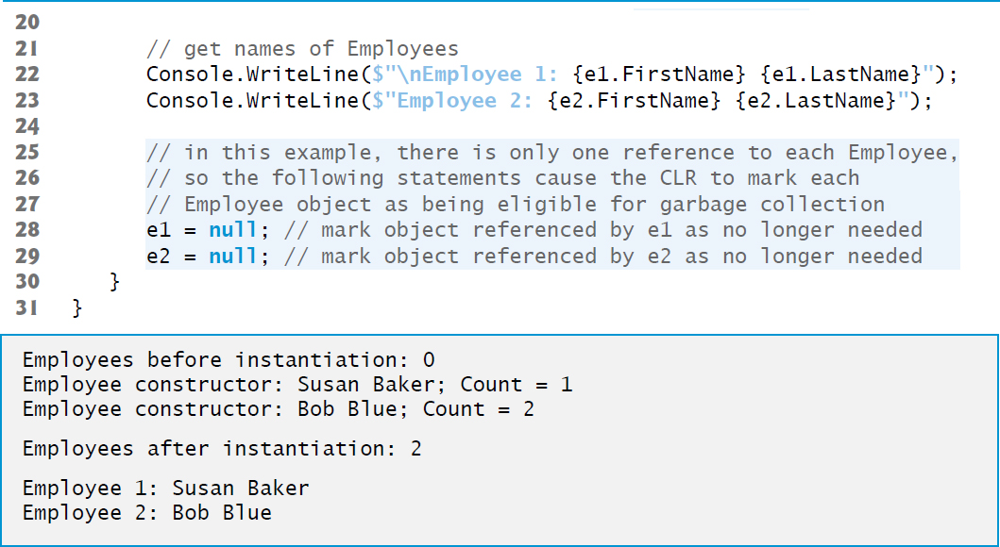 20
21 // get names of Employees
22 Console.WriteLine($"\nEmployee 1: {e1.FirstName} {e1.LastName}");
23 Console.WriteLine($"Employee 2: {e2.FirstName} {e2.LastName}");
24
25 // in this example, there is only one reference to each Employee,
26 // so the following statements cause the CLR to mark each
27 // Employee object as being eligible for garbage collection
28 e1 = null; // mark object referenced by e1 as no longer needed
29 e2 = null; // mark object referenced by e2 as no longer needed
30 }
31 }
Employees before instantiation: 0
Employee constructor: Susan Baker; Count = 1
Employee constructor: Bob Blue; Count = 2
Employees after instantiation: 2
Employee 1: Susan Baker
Employee 2: Bob Blue